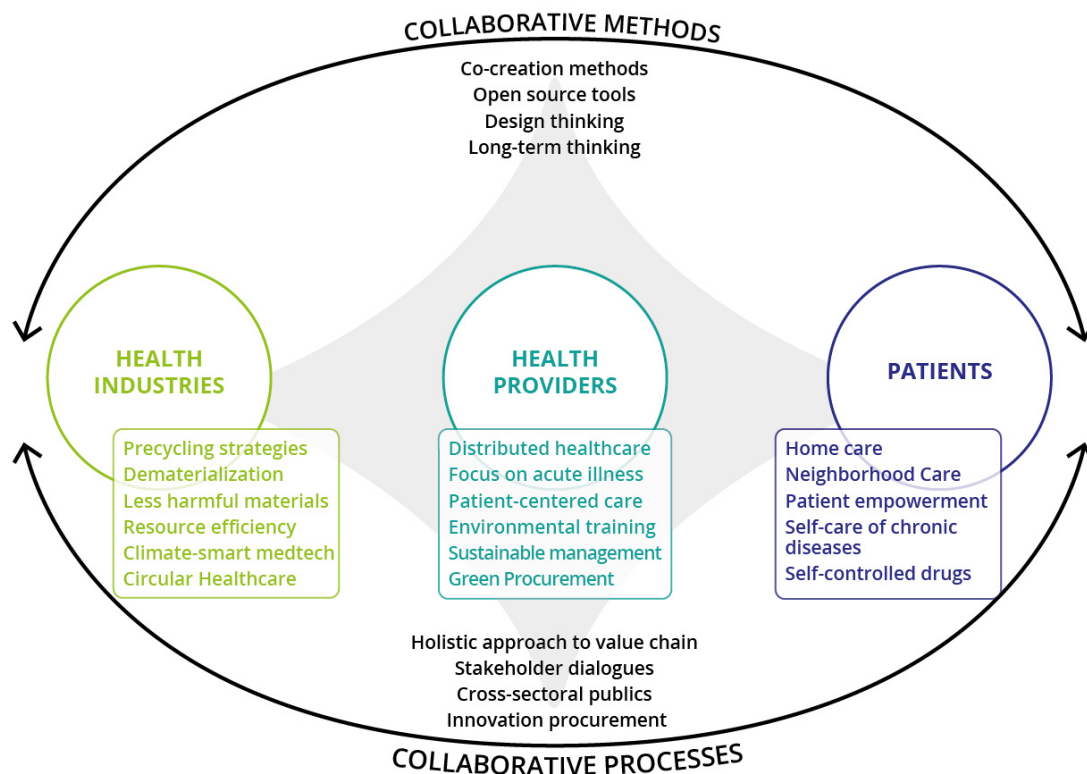 COLLABORATIVE METHODS
Co-creation methods
Open source tools
Design thinking
Long-term thinking
HEALTH
INDUSTRIES
Precycling strategies
Dematerialization
Less harmful materials
Resource efficiency
Climate-smart medtech
Circular Healthcare
HEALTH
PROVIDERS
Distributed healthcare
Focus on acute illness
Patient-centered care
Environmental training
Sustainable management
Green Procurement
PATIENTS
Home care
Neighborhood Care
Patient empowerment
Self-care of chronic
diseases
Self-controlled drugs
Holistic approach to value chain
Stakeholder dialogues
Cross-sectoral publics
Innovation procurement
COLLABORATIVE PROCESSES